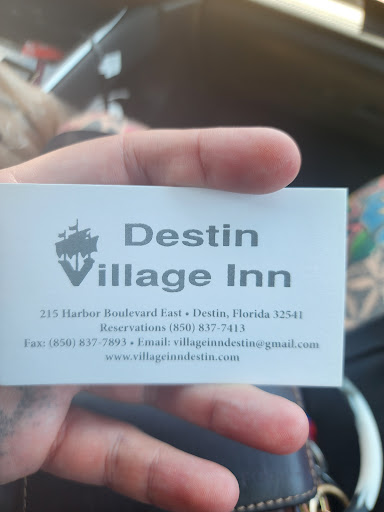 Destin
Village Inn
215 Harbor Boulevard East • Destin, Florida 32541
Reservations (850) 837-7413
Fax: (850) 837-7893 • Email: villageinndestin@gmail.com
www.villageinndestin.com